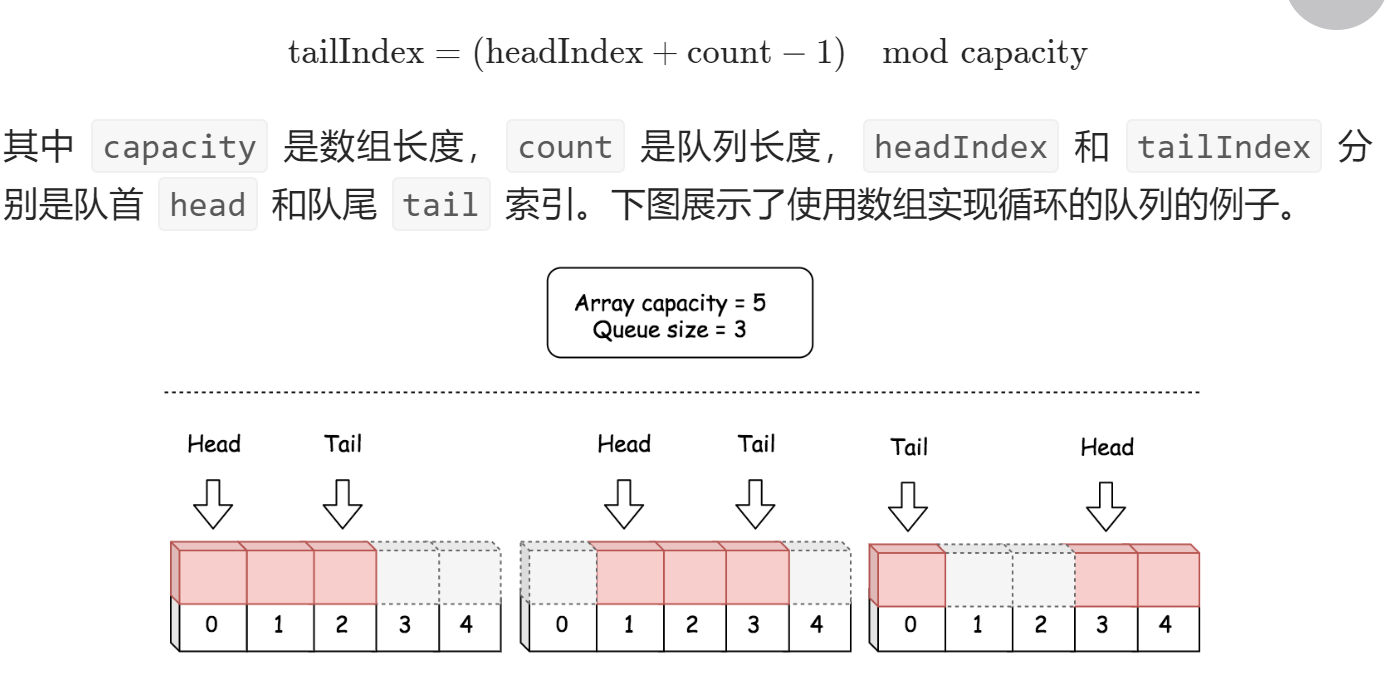 tailIndex = (headIndex + count − 1) mod capacity
其中 capacity 是数组长度， count 是队列长度， headIndex 和 tailIndex 分
别是队首 head 和队尾 tail 索引。下图展示了使用数组实现循环的队列的例子。
Array capacity = 5
Queue size = 3
Head Tail Head Tail Tail Head
0 1 2 3 4 0 1 2 3 4 0 1 2 3 4